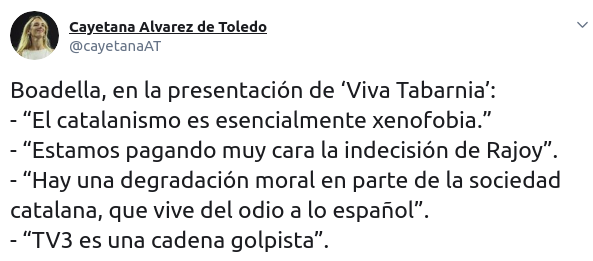 Cayetana Alvarez de Toledo
@cayetanaAT
Boadella, en la presentación de ‘Viva Tabarnia’:
- “El catalanismo es esencialmente xenofobia.”
- “Estamos pagando muy cara la indecisión de Rajoy”.
- “Hay una degradación moral en parte de la sociedad
catalana, que vive del odio a lo español”.
- “TV3 es una cadena golpista”.